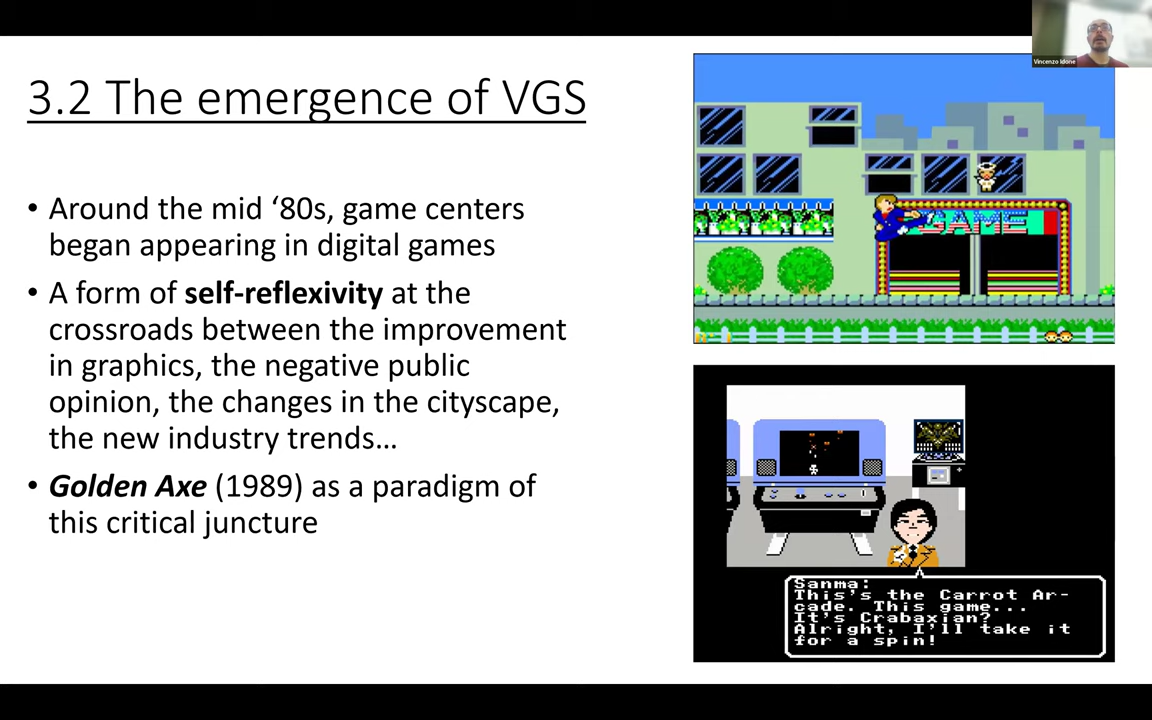 Vincenzo Idone
3.2 The emergence of VGS
• Around the mid ‘80s, game centers
began appearing in digital games
• A form of self-reflexivity at the
crossroads between the improvement
in graphics, the negative public
opinion, the changes in the cityscape,
the new industry trends…
• Golden Axe (1989) as a paradigm of
this critical juncture
GAME
Sanma:
This's the Carrot Ar-
cade. This game...
It's Crabaxian?
Alright, I'll take it
for a spin!